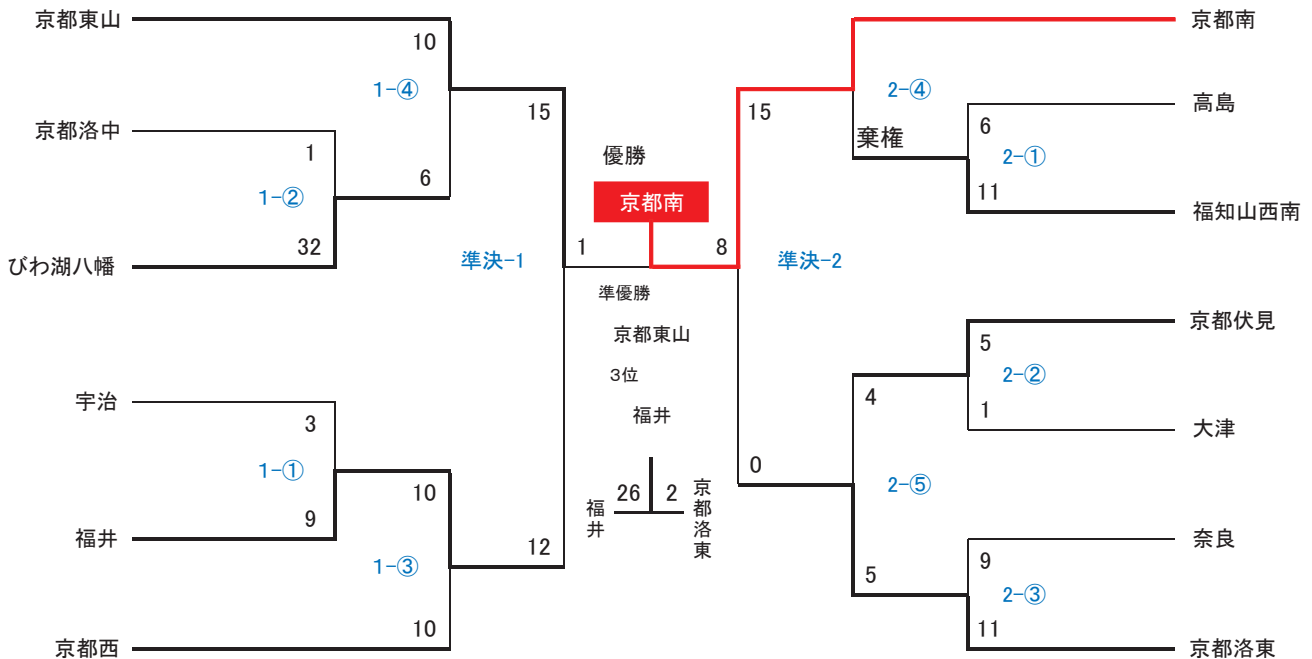 京都東山
10
1-④
15
京都洛中
1
1-②
6
32
びわ湖八幡
準決-1
宇治
3
1-①
10
9
福井
1-③
12
10
京都西
優勝
京都南
1
8
準優勝
京都東山
3位
福井
福井
26
2
京都洛東
京都南
2-④
15
高島
棄権
6
2-①
11
福知山西南
準決-2
京都伏見
5
2-②
4
1
大津
0
2-⑤
奈良
9
5
2-③
11
京都洛東